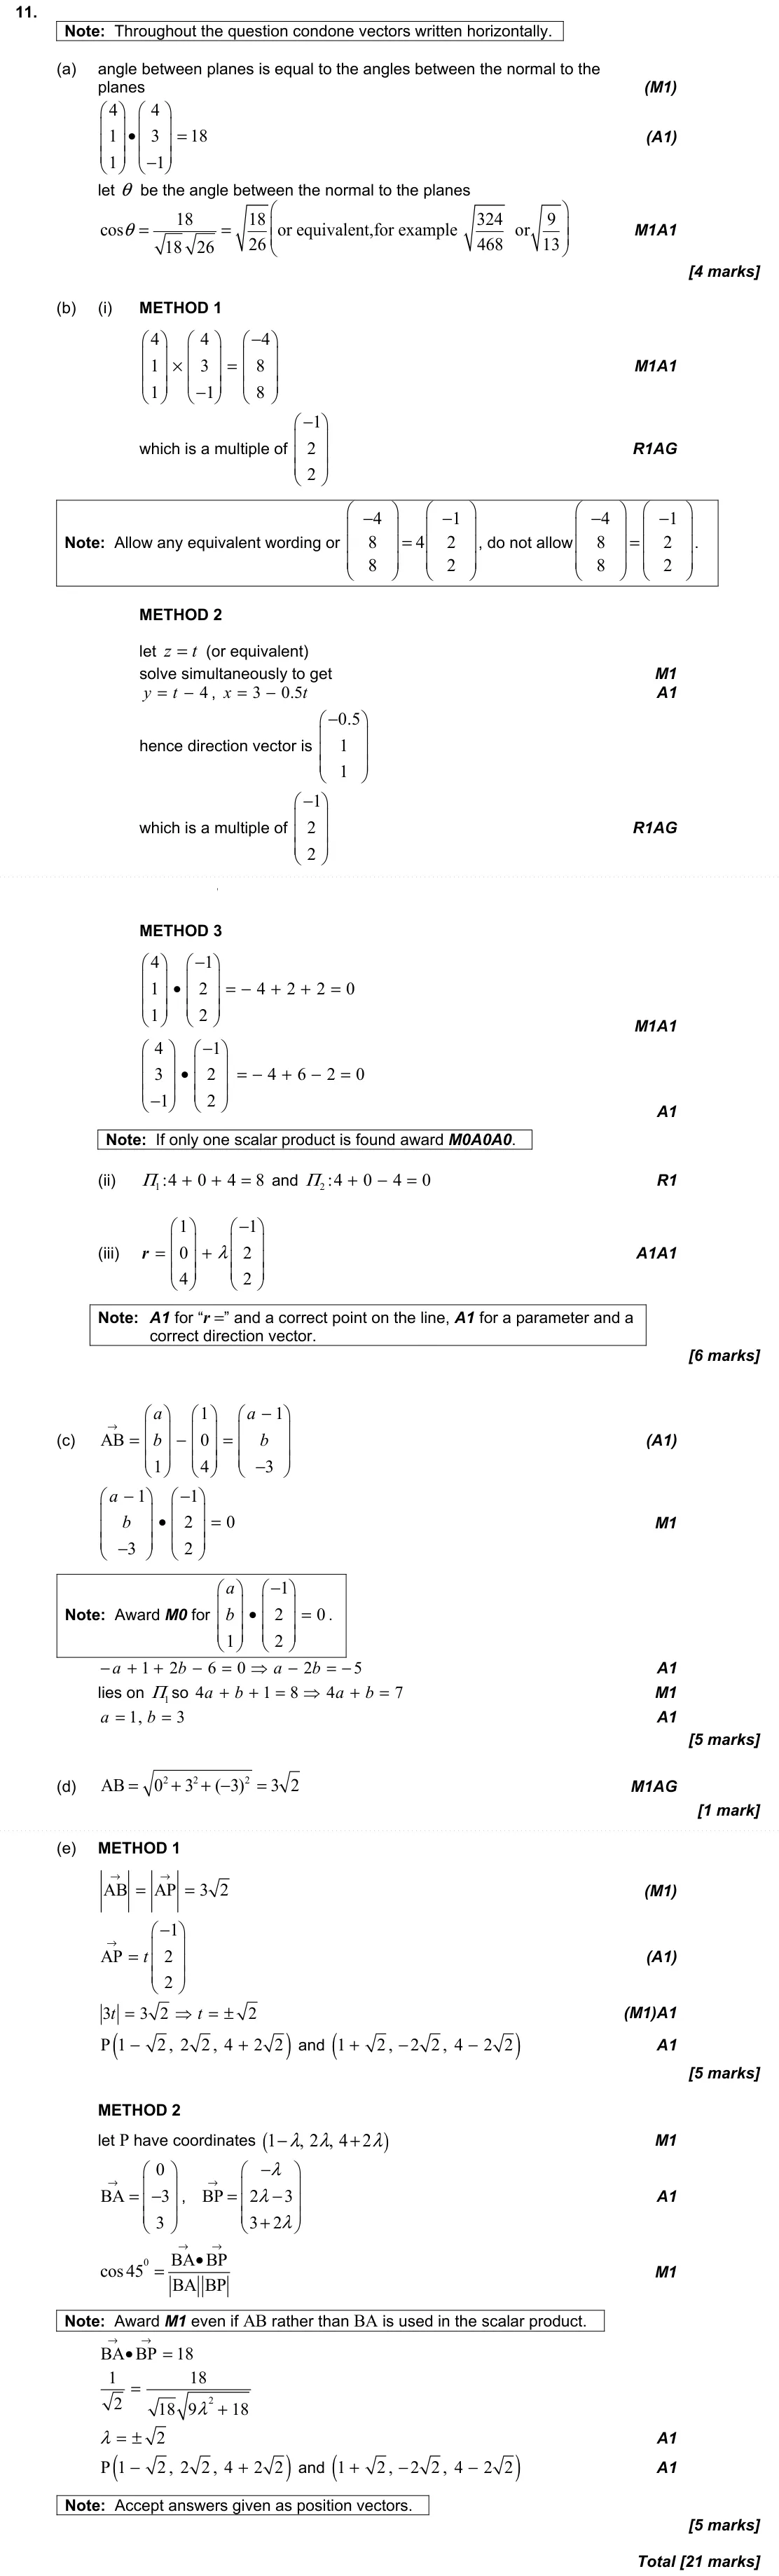 11.
Note: Throughout the question condone vectors written horizontally.
(a) angle between planes is equal to the angles between the normal to the
planes (M1)
(4 1 1) • (4 3 −1) = 18 (A1)
let θ be the angle between the normal to the planes
cosθ = 18/(√18 √26) = √(18/26) (or equivalent,for example √(324/468) or √(9/13)) M1A1
[4 marks]
(b) (i) METHOD 1
(4 1 1) × (4 3 −1) = (−4 8 8) M1A1
which is a multiple of (−1 2 2) R1AG
Note: Allow any equivalent wording or (−4 8 8) = 4 (−1 2 2), do not allow (−4 8 8) = (−1 2 2).
METHOD 2
let z = t (or equivalent)
solve simultaneously to get M1
y = t − 4, x = 3 − 0.5t A1
hence direction vector is (−0.5 1 1)
which is a multiple of (−1 2 2) R1AG
METHOD 3
(4 1 1) • (−1 2 2) = − 4 + 2 + 2 = 0
M1A1
(4 3 −1) • (−1 2 2) = − 4 + 6 − 2 = 0
A1
Note: If only one scalar product is found award M0A0A0.
(ii) Π₁ : 4 + 0 + 4 = 8 and Π₂ : 4 + 0 − 4 = 0 R1
(iii) r = (1 0 4) + λ (−1 2 2) A1A1
Note: A1 for “r =” and a correct point on the line, A1 for a parameter and a
correct direction vector.
[6 marks]
(c) AB→ = (a b 1) − (1 0 4) = (a − 1 b −3) (A1)
(a − 1 b −3) • (−1 2 2) = 0 M1
Note: Award M0 for (a b 1) • (−1 2 2) = 0.
−a + 1 + 2b − 6 = 0 ⇒ a − 2b = −5 A1
lies on Π₁ so 4a + b + 1 = 8 ⇒ 4a + b = 7 M1
a = 1, b = 3 A1
[5 marks]
(d) AB = √(0² + 3² + (−3)²) = 3√2 M1AG
[1 mark]
(e) METHOD 1
|AB→| = |AP→| = 3√2 (M1)
AP→ = t (−1 2 2) (A1)
|3t| = 3√2 ⇒ t = ±√2 (M1)A1
P(1 − √2, 2√2, 4 + 2√2) and (1 + √2, −2√2, 4 − 2√2) A1
[5 marks]
METHOD 2
let P have coordinates (1−λ, 2λ, 4+2λ) M1
BA→ = (0 −3 3), BP→ = (−λ 2λ−3 3+2λ) A1
cos45⁰ = BA→•BP→/(|BA||BP|) M1
Note: Award M1 even if AB rather than BA is used in the scalar product.
BA→•BP→ = 18
1/√2 = 18/(√18 √(9λ² + 18))
λ = ±√2 A1
P(1 − √2, 2√2, 4 + 2√2) and (1 + √2, −2√2, 4 − 2√2) A1
Note: Accept answers given as position vectors.
[5 marks]
Total [21 marks]